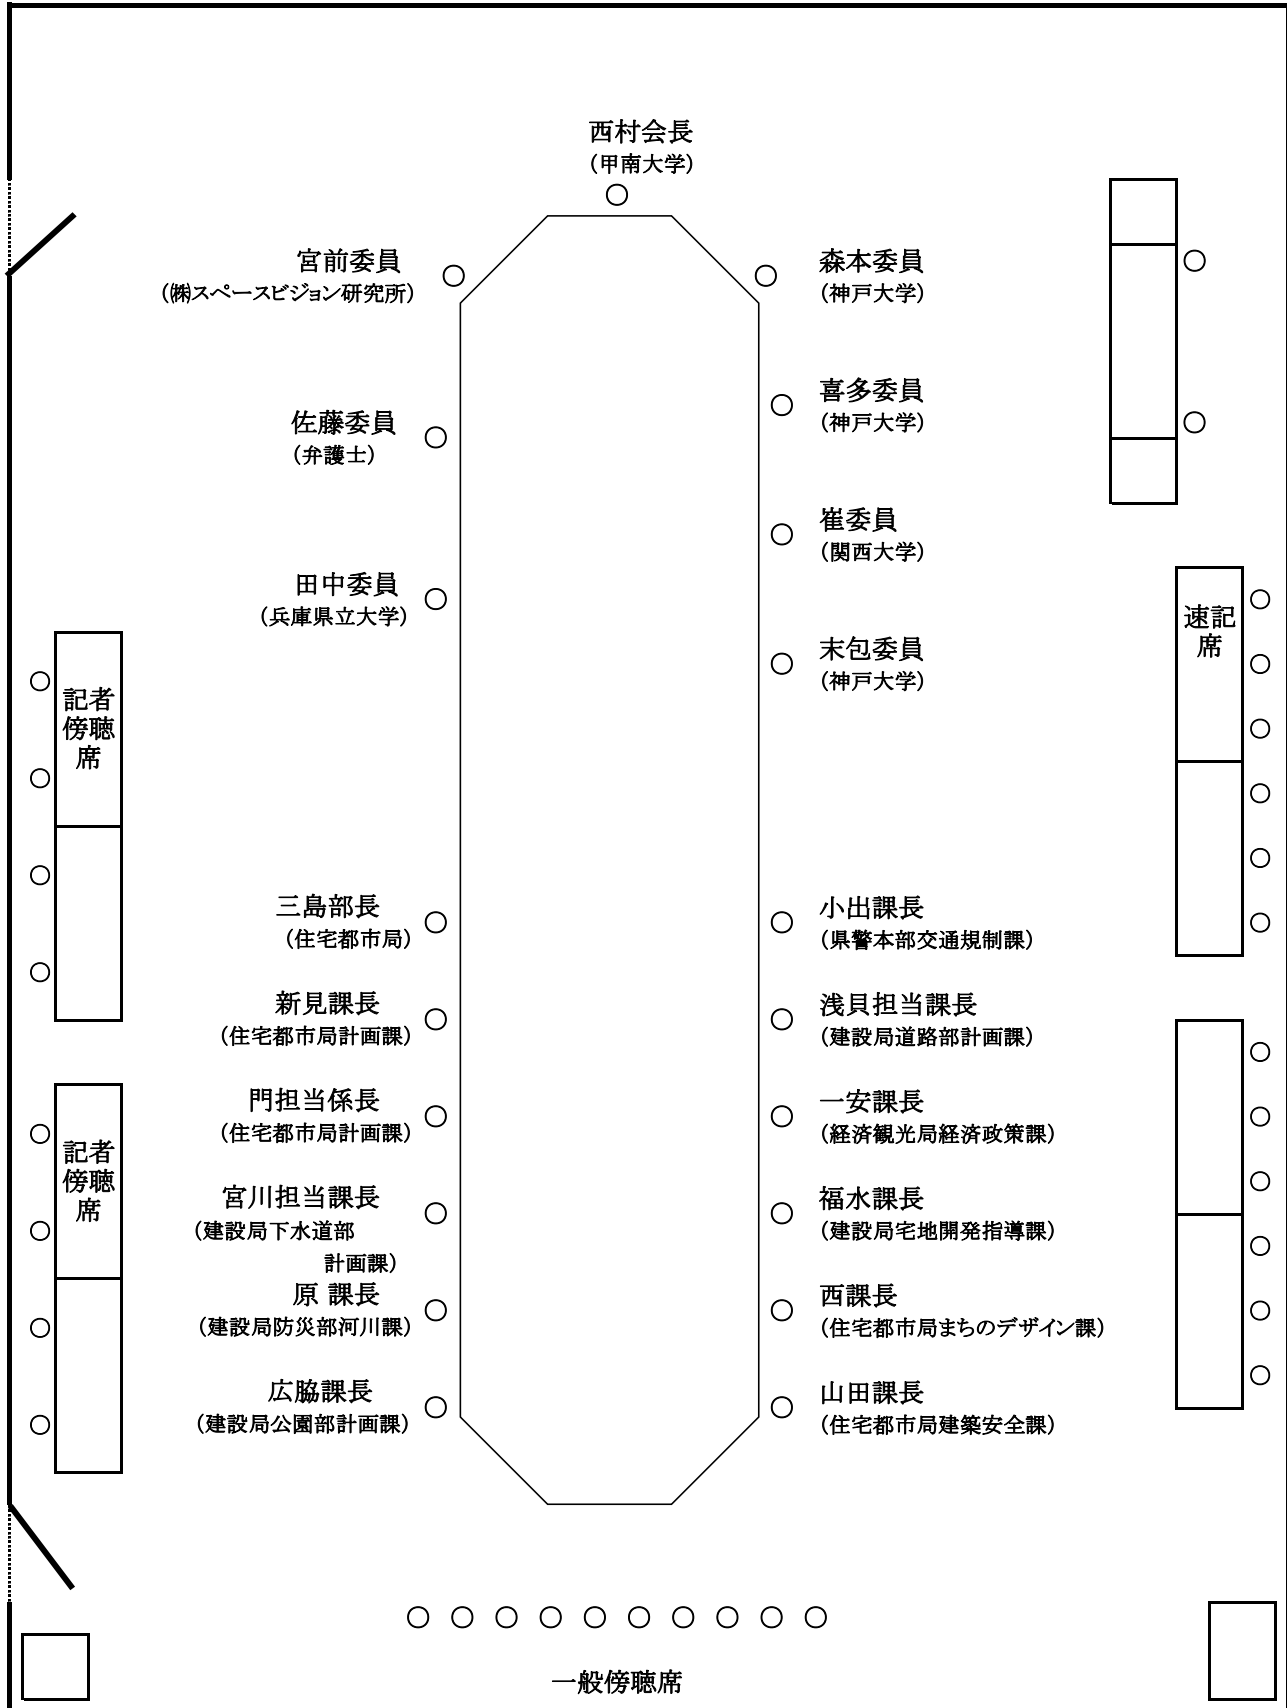 西村会長
（甲南大学）
宮前委員
（㈱スペースビジョン研究所）
佐藤委員
（弁護士）
田中委員
（兵庫県立大学）
森本委員
（神戸大学）
喜多委員
（神戸大学）
崔委員
（関西大学）
末包委員
（神戸大学）
記者
傍聴
席
速記
席
三島部長
（住宅都市局）
新見課長
（住宅都市局計画課）
門担当係長
（住宅都市局計画課）
宮川担当課長
（建設局下水道部
計画課）
原 課長
（建設局防災部河川課）
広脇課長
（建設局公園部計画課）
小出課長
（県警本部交通規制課）
浅貝担当課長
（建設局道路部計画課）
一安課長
（経済観光局経済政策課）
福水課長
（建設局宅地開発指導課）
西課長
（住宅都市局まちのデザイン課）
山田課長
（住宅都市局建築安全課）
記者
傍聴
席
一般傍聴席